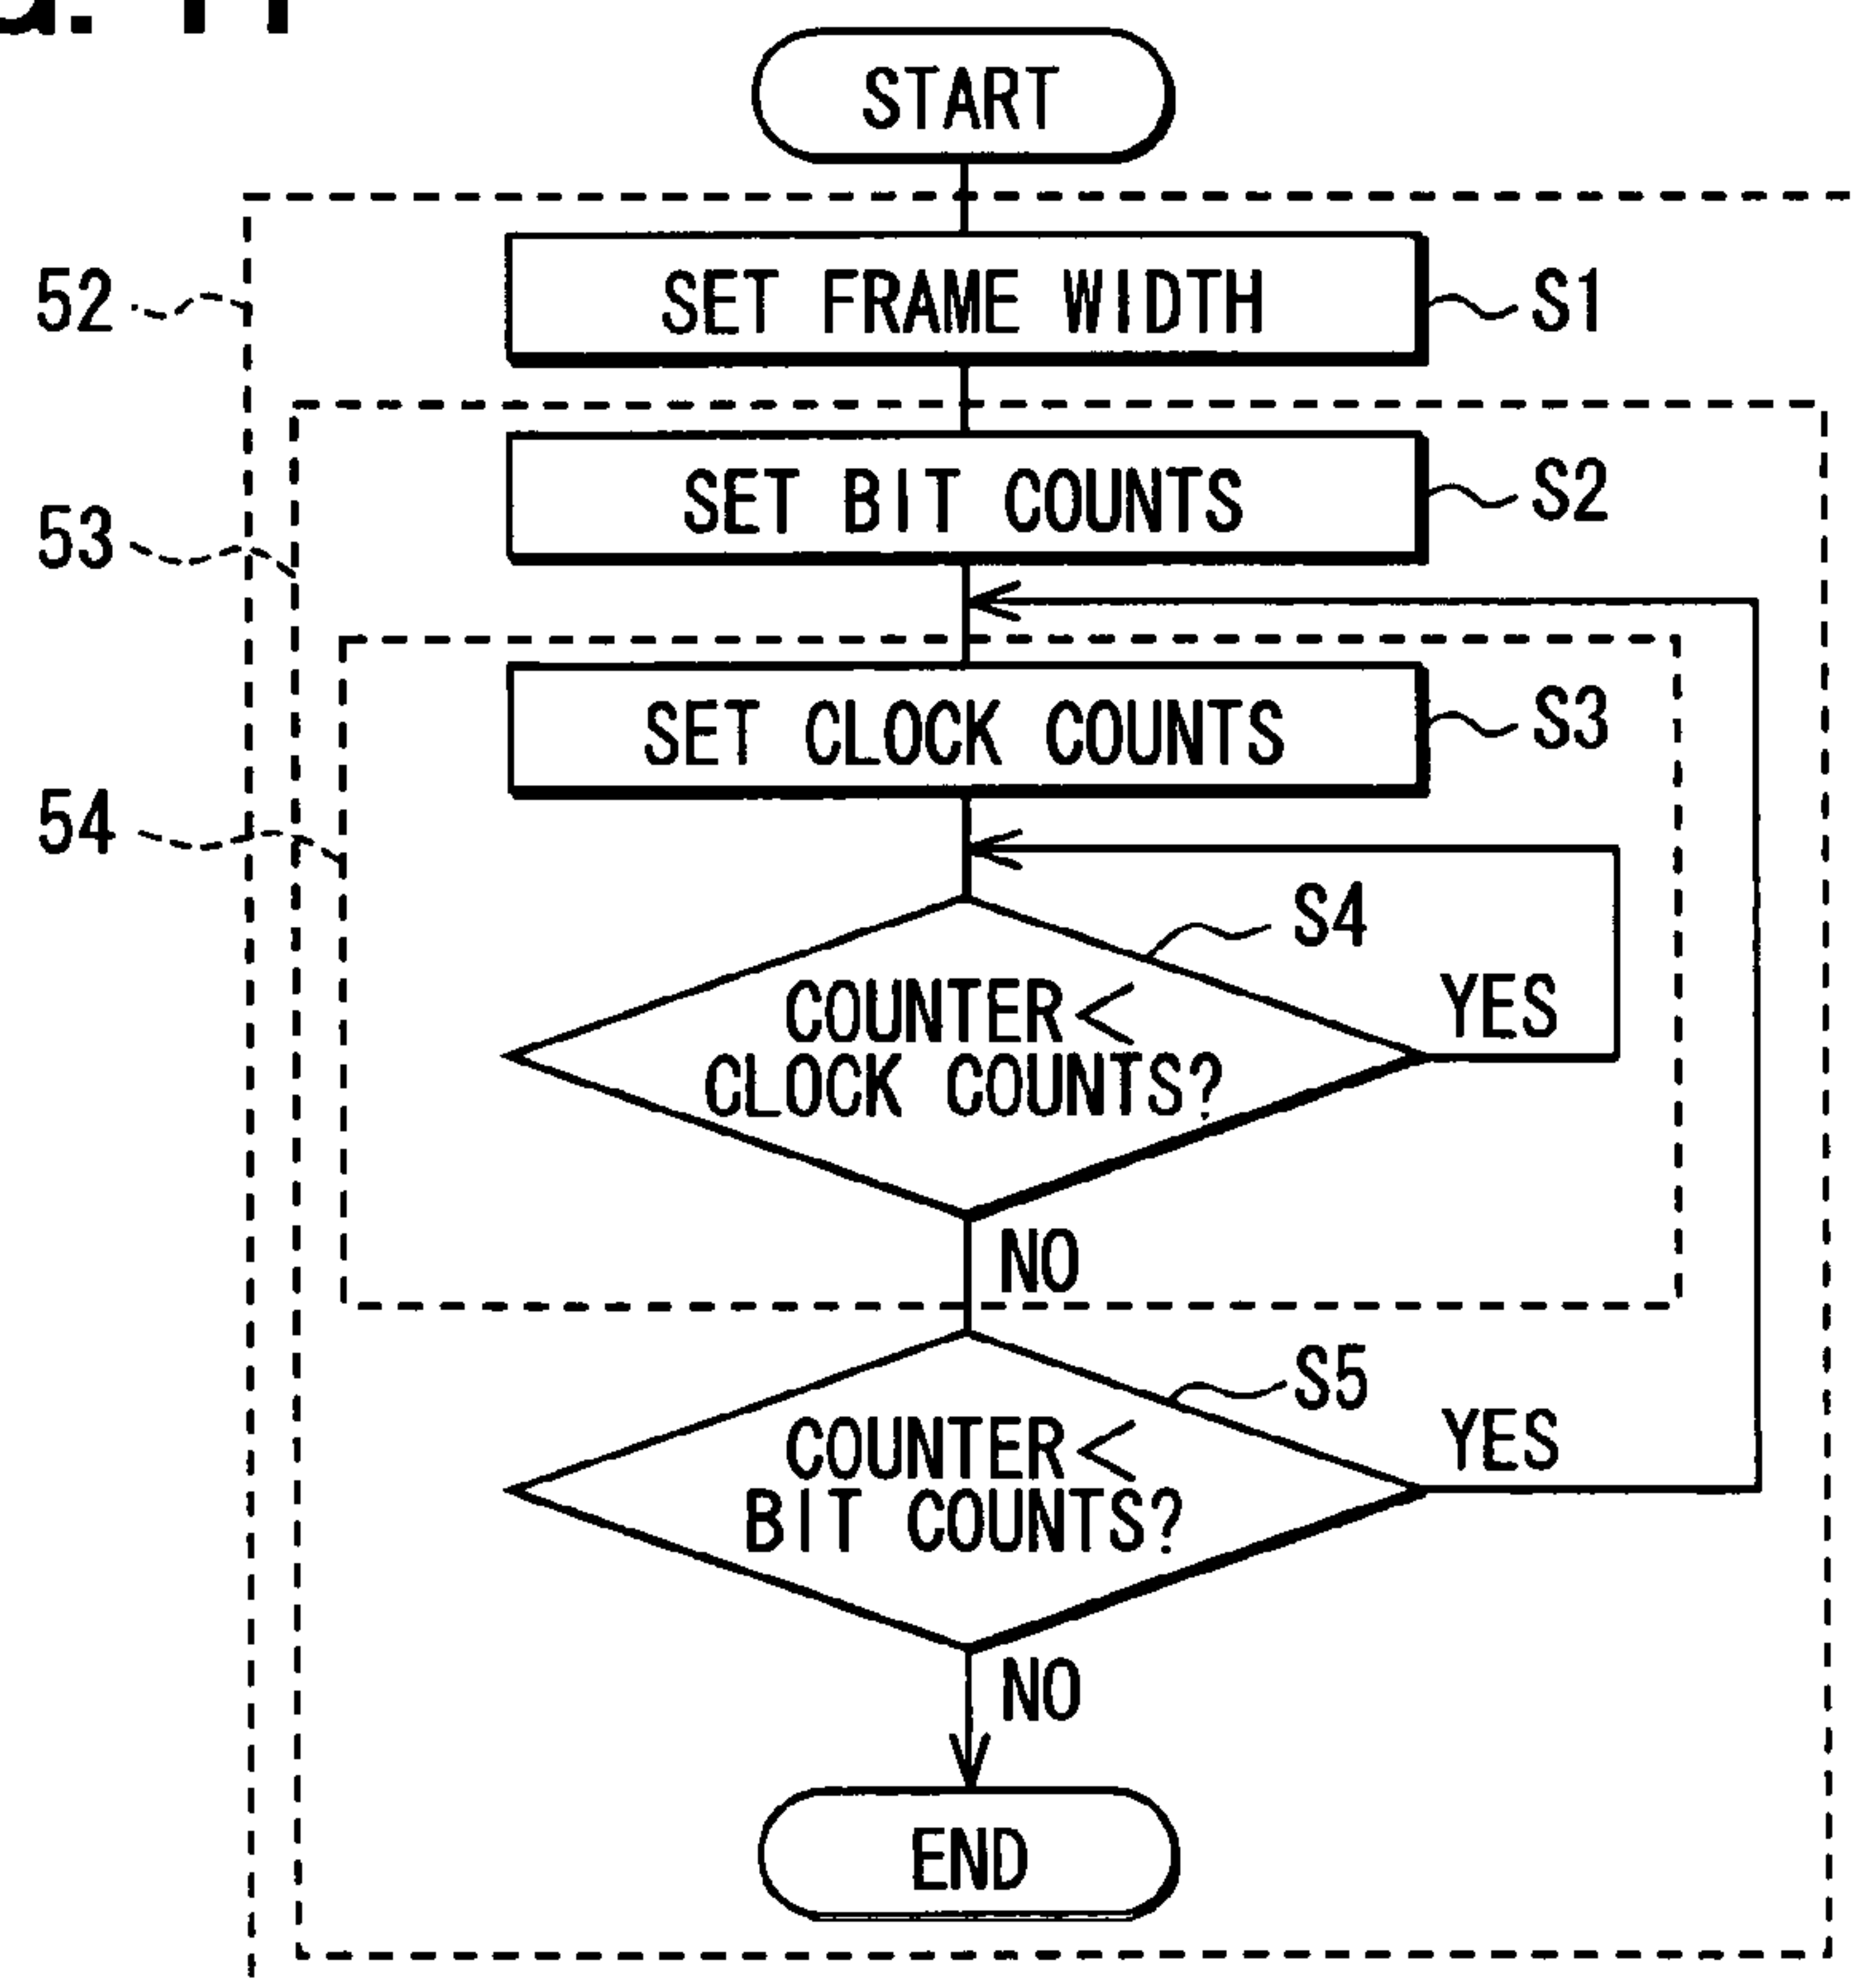 START
52
SET FRAME WIDTH
S1
53
SET BIT COUNTS
S2
54
SET CLOCK COUNTS
S3
S4
COUNTER<
CLOCK COUNTS?
YES
NO
S5
COUNTER<
BIT COUNTS?
YES
NO
END